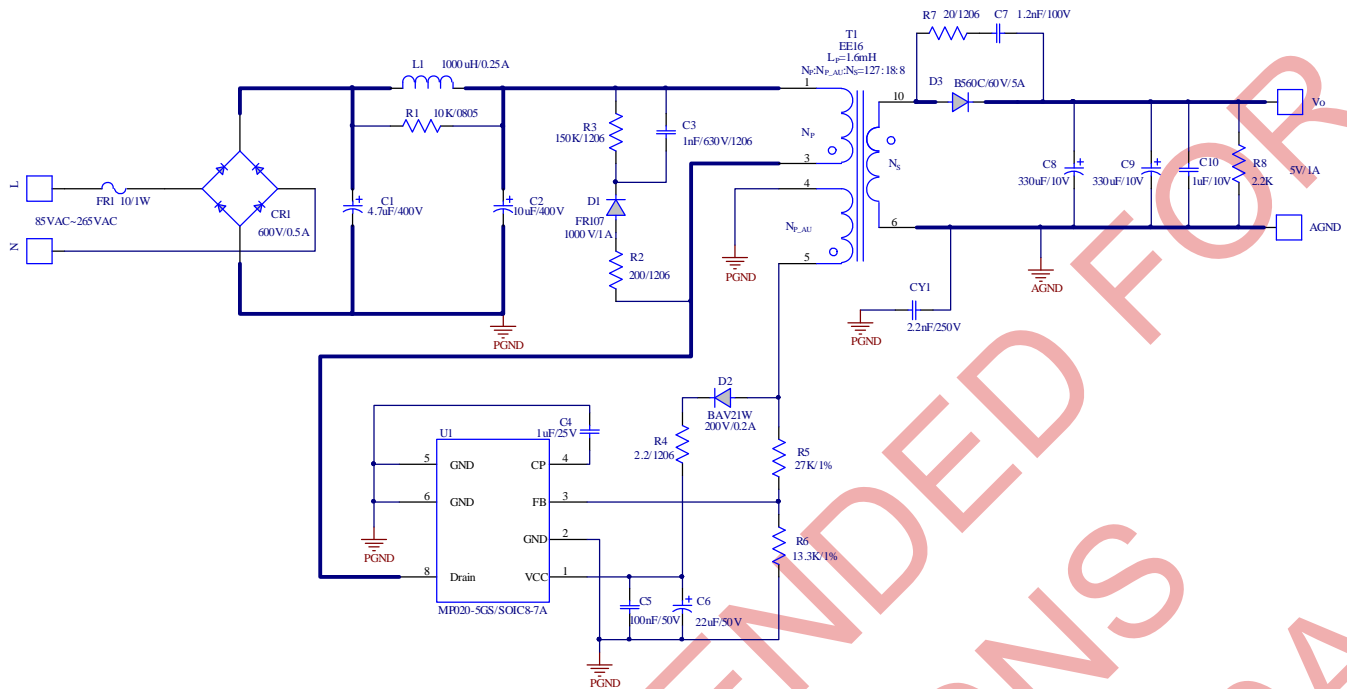 R7 20/1206 C7 1.2nF/100V
T1
EE16
LP=1.6mH
NP:NP_AU:NS=127:18:8
L1 1000uH/0.25A
R1 10K/0805
1
10
D3 B560C/60V/5A
Vo
R3
150K/1206
C3
1nF/630V/1206
NP
3
NS
C8
330uF/10V
C9
330uF/10V
C10
1uF/10V
R8
2.2K
5V/1A
L
FR1 10/1W
85VAC~265VAC
N
CR1
600V/0.5A
C1
4.7uF/400V
C2
10uF/400V
D1
FR107
1000V/1A
R2
200/1206
4
NP_AU
5
PGND
6
AGND
AGND
CY1
2.2nF/250V
PGND
PGND
D2
BAV21W
200V/0.2A
C4
1uF/25V
U1
R4
2.2/1206
R5
27K/1%
5 GND CP 4
6 GND FB 3
GND 2
8 Drain VCC 1
MP020-5GS/SOIC8-7A
PGND
R6
13.3K/1%
C5
100nF/50V
C6
22uF/50V
PGND
ENDED FOR
NS